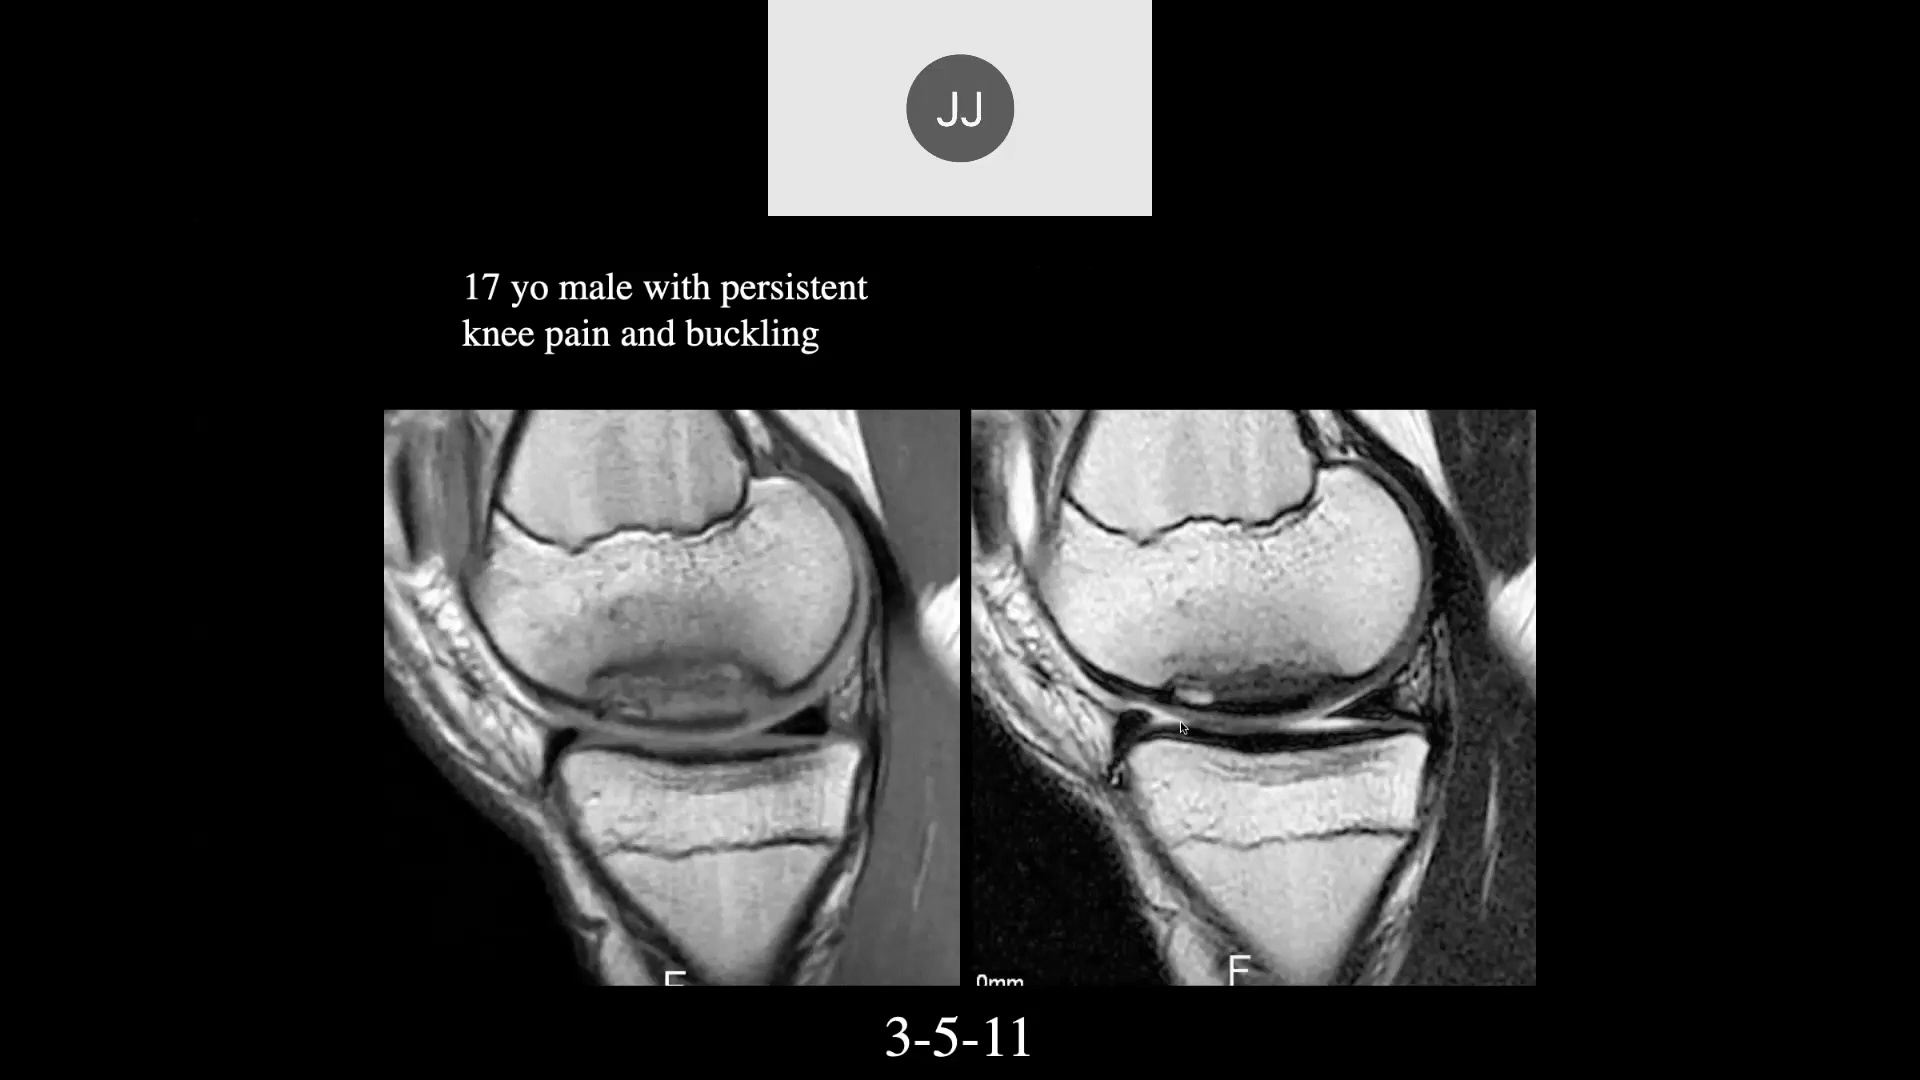 JJ
17 yo male with persistent
knee pain and buckling
F
0mm
F
3-5-11